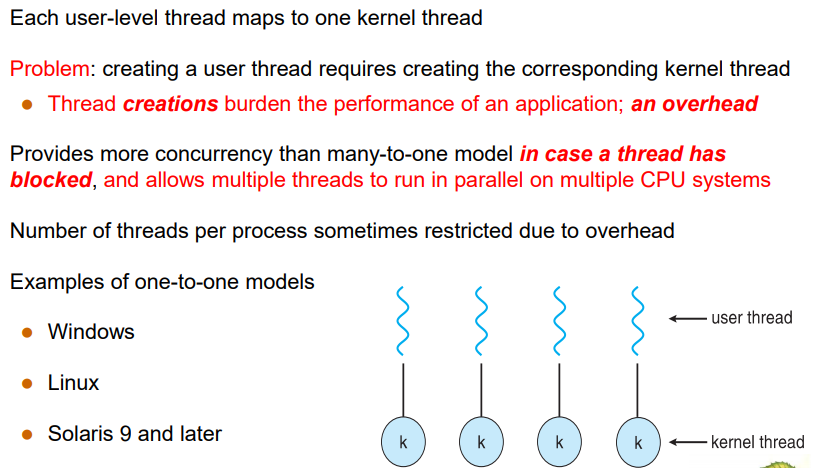 Each user-level thread maps to one kernel thread
Problem: creating a user thread requires creating the corresponding kernel thread
Thread creations burden the performance of an application; an overhead
Provides more concurrency than many-to-one model in case a thread has
blocked, and allows multiple threads to run in parallel on multiple CPU systems
Number of threads per process sometimes restricted due to overhead
Examples of one-to-one models
Windows
Linux
Solaris 9 and later
user thread
k k k k
kernel thread